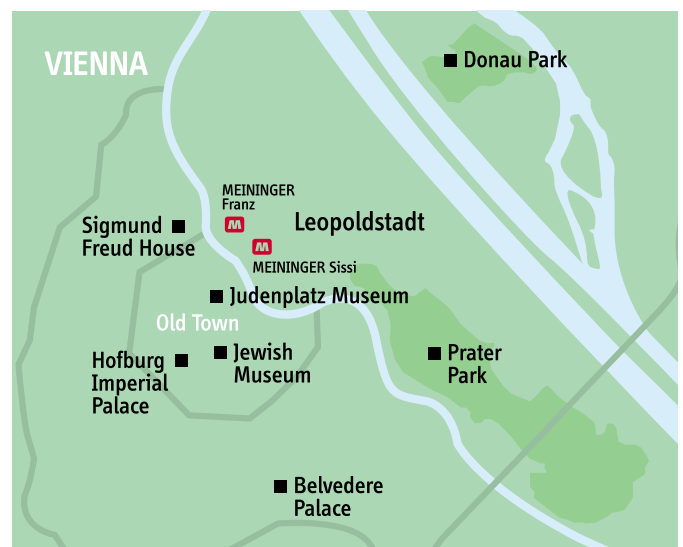 VIENNA
Donau Park
MEININGER
Franz
Sigmund
Freud House
M
Leopoldstadt
M
MEININGER Sissi
Judenplatz Museum
Old Town
Hofburg
Imperial
Palace
Jewish
Museum
Prater
Park
Belvedere
Palace